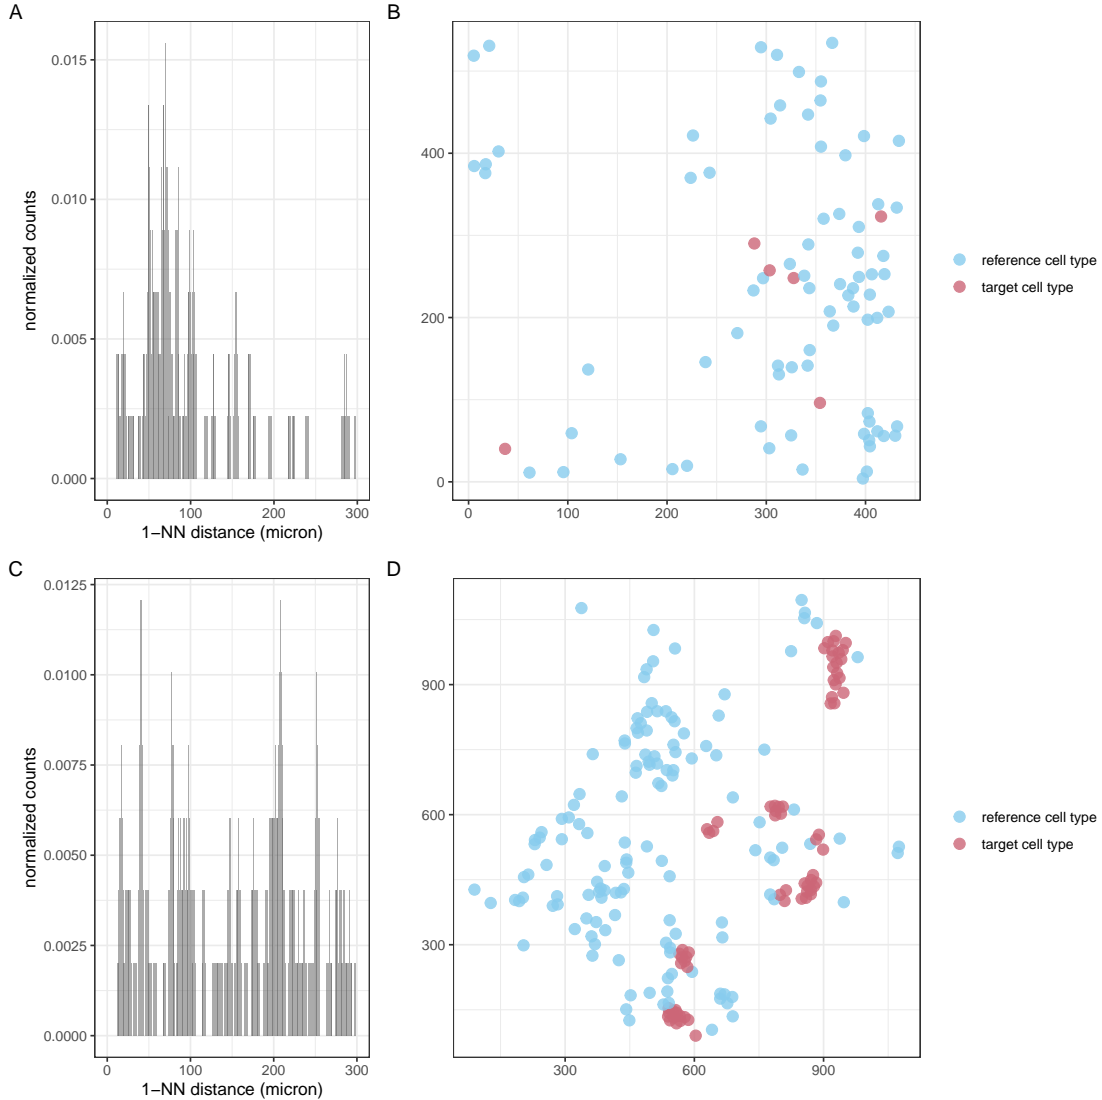 A
B
0.015
0.010
0.005
0.000
normalized counts
0
100
200
300
1−NN distance (micron)
400
200
0
0
100
200
300
400
reference cell type
target cell type
C
D
0.0125
0.0100
0.0075
0.0050
0.0025
0.0000
normalized counts
0
100
200
300
1−NN distance (micron)
900
600
300
300
600
900
reference cell type
target cell type